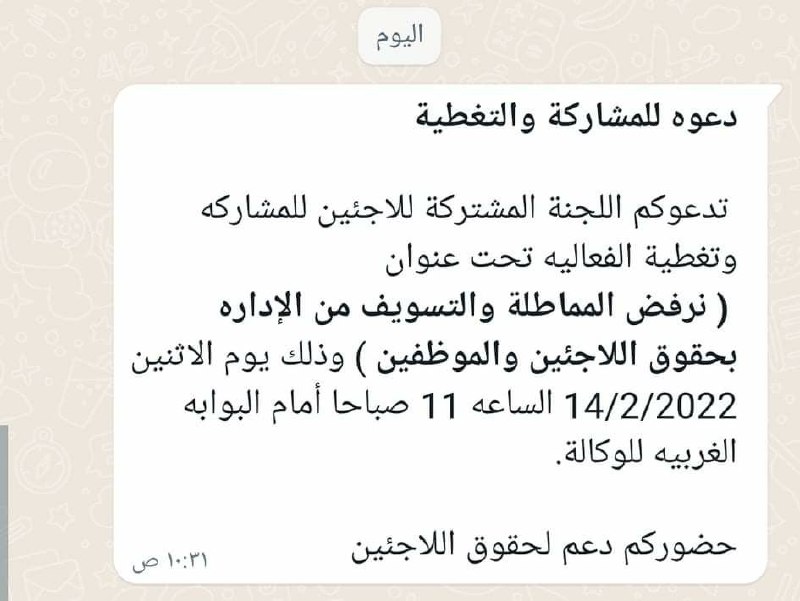 اليوم
دعوه للمشاركة والتغطية
تدعوكم اللجنة المشتركة للاجئين للمشاركه
وتغطية الفعاليه تحت عنوان
( نرفض المماطلة والتسويف من الإداره
بحقوق اللاجئين والموظفين ) وذلك يوم الاثنين
14/2/2022 الساعه 11 صباحا أمام البوابه
الغربيه للوكالة.
حضوركم دعم لحقوق اللاجئين
١٠:٣١ ص